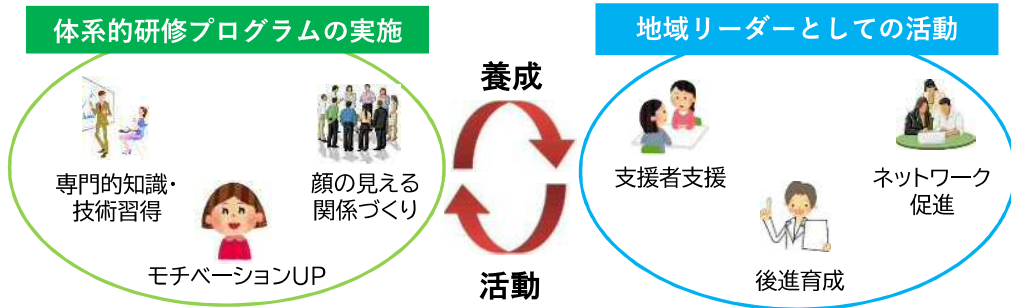 体系的研修プログラムの実施
専門的知識・
技術習得
顔の見える
関係づくり
モチベーションUP
養成
活動
地域リーダーとしての活動
支援者支援
ネットワーク
促進
後進育成